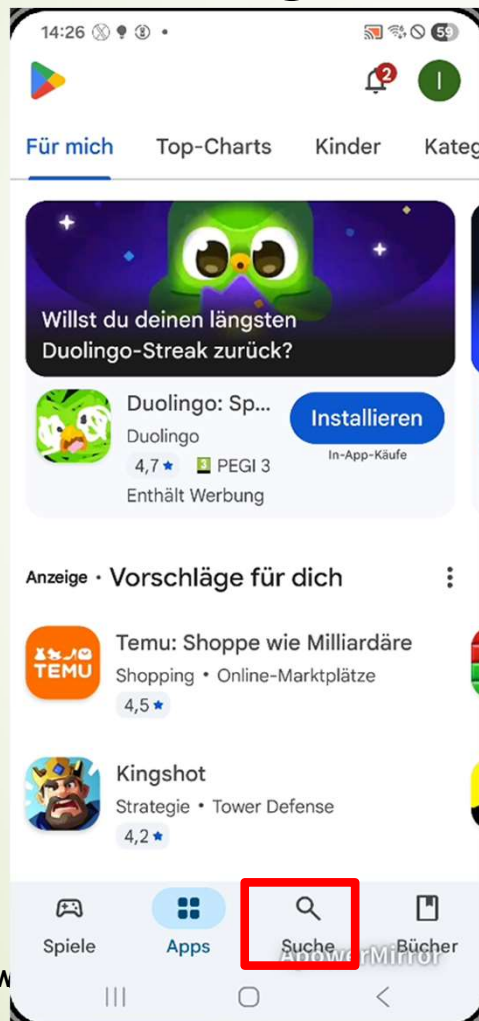 14:26
59
2
I
Für mich Top-Charts Kinder Kateg
Willst du deinen längsten
Duolingo-Streak zurück?
Duolingo: Sp...
Installieren
Duolingo
In-App-Käufe
4,7 ★ 3 PEGI 3
Enthält Werbung
Anzeige • Vorschläge für dich
TEMU
Temu: Shoppe wie Milliardäre
Shopping • Online-Marktplätze
4,5 ★
Kingshot
Strategie • Tower Defense
4,2 ★
Spiele Apps Suche Bücher
ApowerMirror
w